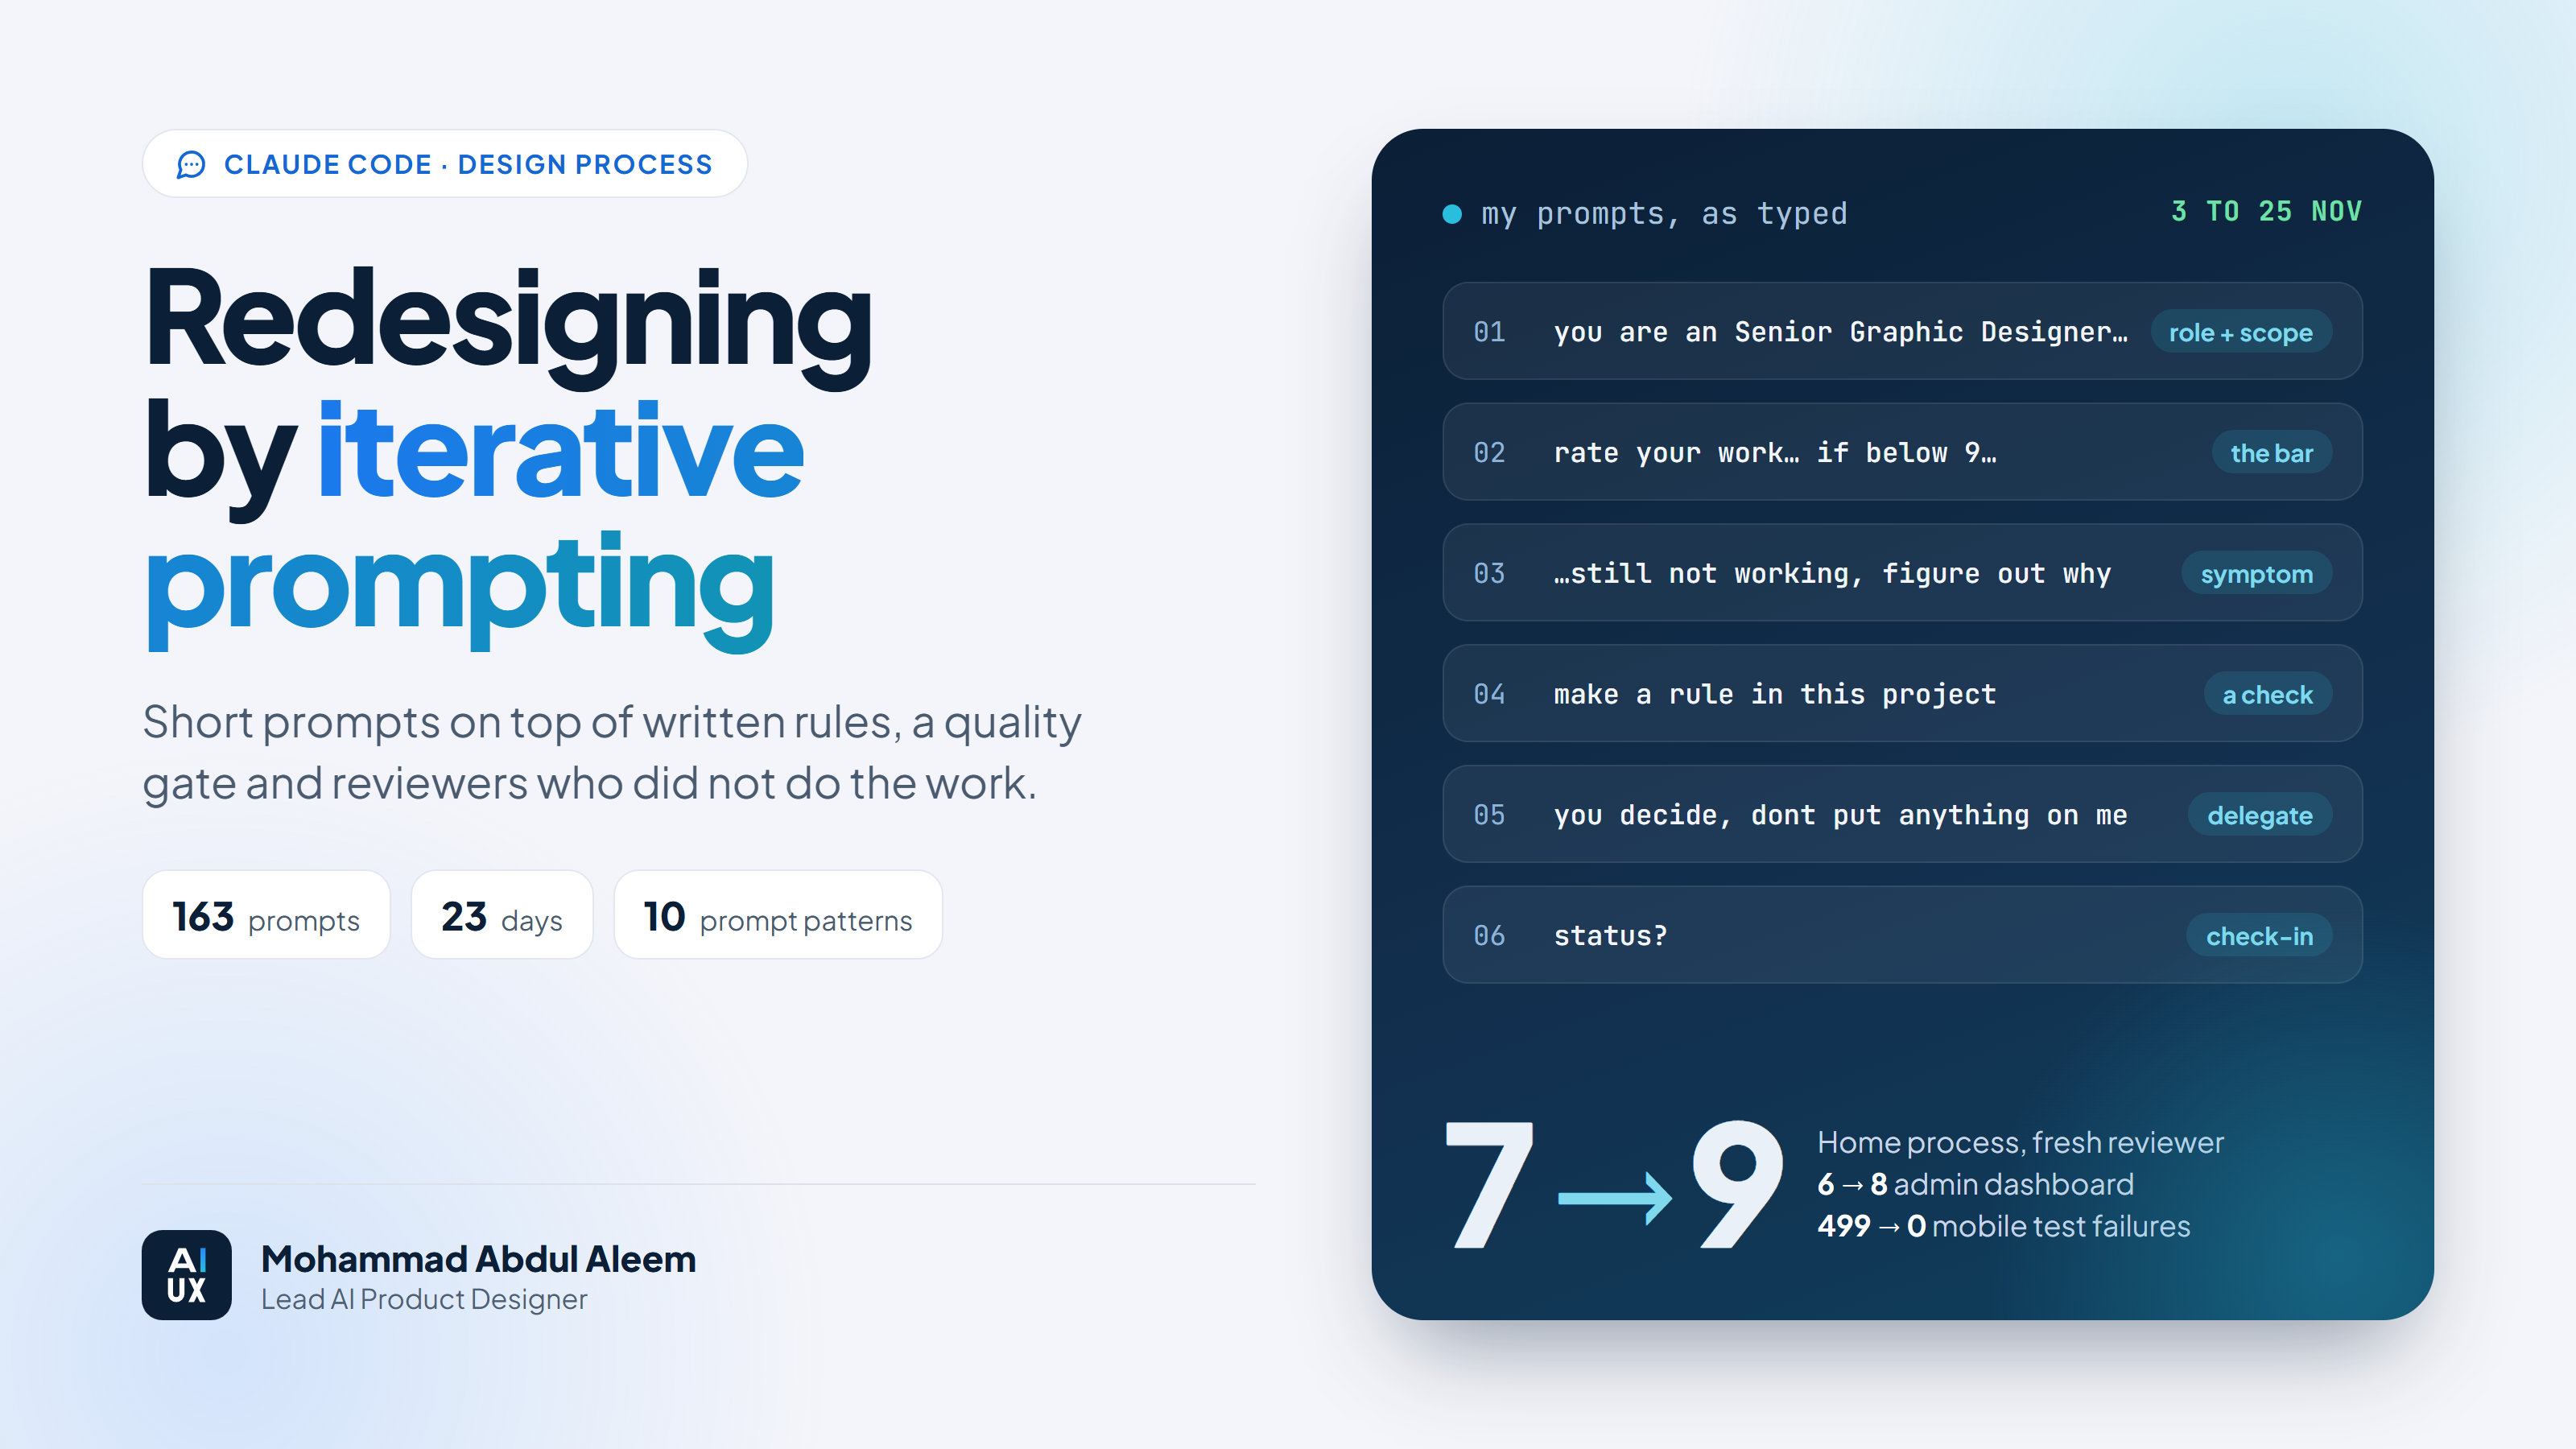 CLAUDE CODE · DESIGN PROCESS
Redesigning
by iterative
prompting
Short prompts on top of written rules, a quality
gate and reviewers who did not do the work.
163 prompts
23 days
10 prompt patterns
AI
UX
Mohammad Abdul Aleem
Lead AI Product Designer
my prompts, as typed
3 TO 25 NOV
01 you are an Senior Graphic Designer… role + scope
02 rate your work… if below 9… the bar
03 …still not working, figure out why symptom
04 make a rule in this project a check
05 you decide, dont put anything on me delegate
06 status? check-in
7→9
Home process, fresh reviewer
6 → 8 admin dashboard
499 → 0 mobile test failures